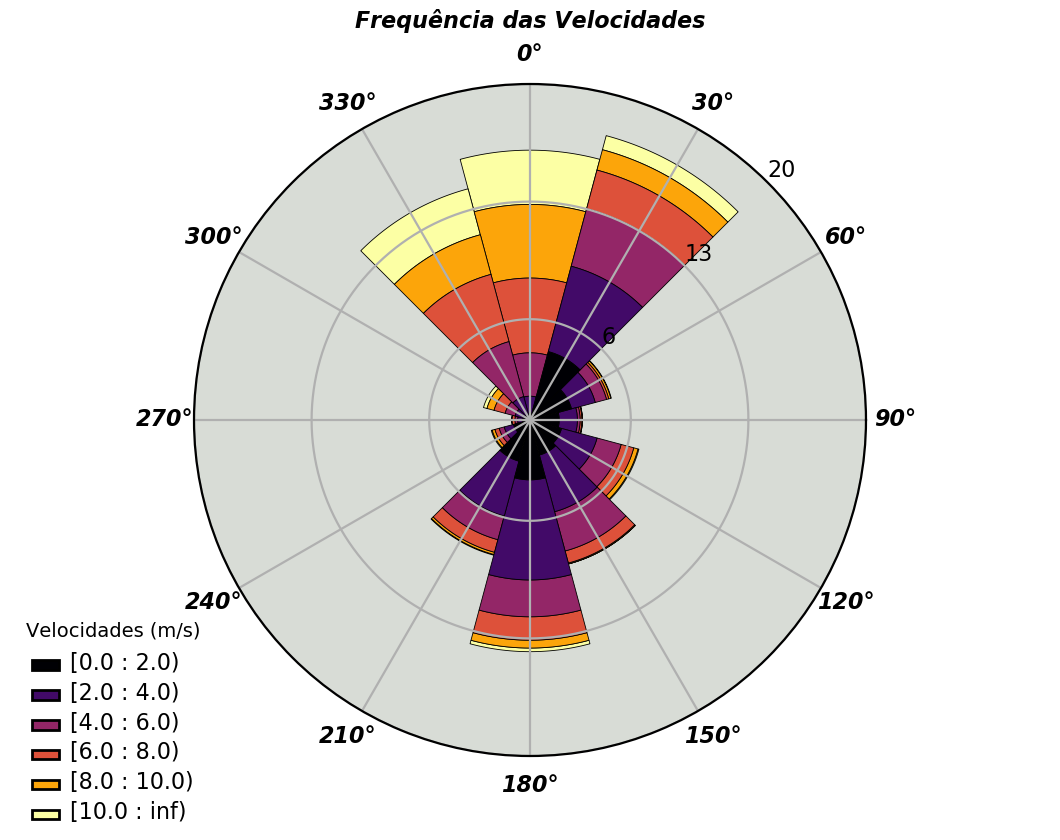 Frequência das Velocidades
0°
330°
30°
20
300°
60°
13
6
270°
90°
240°
120°
210°
150°
180°
Velocidades (m/s)
[0.0 : 2.0)
[2.0 : 4.0)
[4.0 : 6.0)
[6.0 : 8.0)
[8.0 : 10.0)
[10.0 : inf)